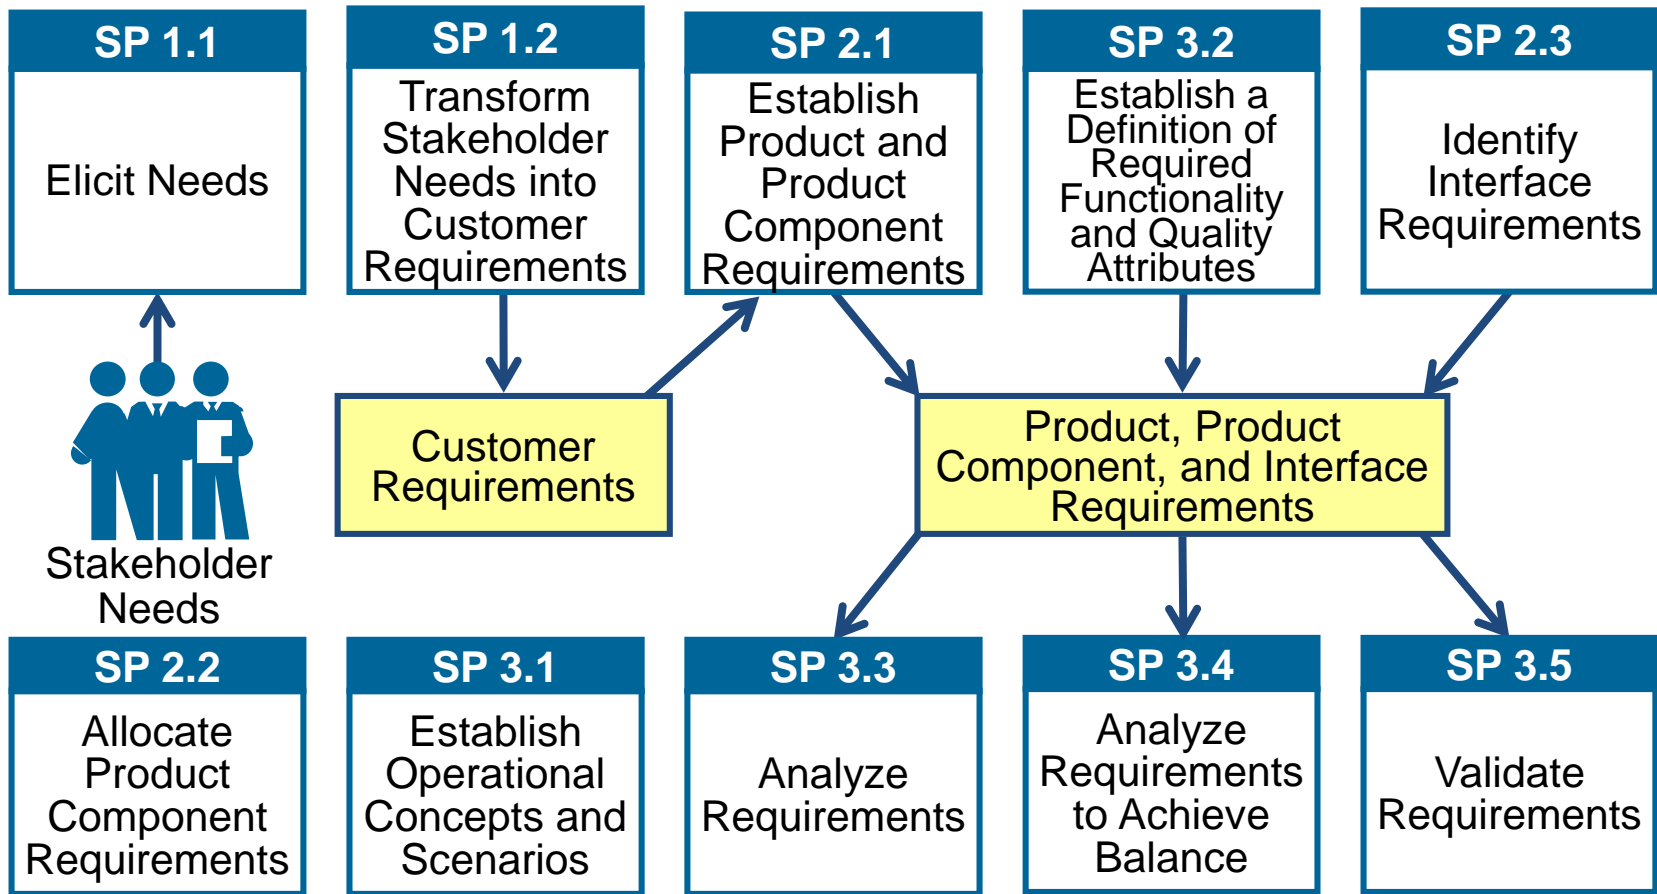 SP 1.1
Elicit Needs
SP 1.2
Transform
Stakeholder
Needs into
Customer
Requirements
SP 2.1
Establish
Product and
Product
Component
Requirements
SP 3.2
Establish a
Definition of
Required
Functionality
and Quality
Attributes
SP 2.3
Identify
Interface
Requirements
Stakeholder
Needs
Customer
Requirements
Product, Product
Component, and Interface
Requirements
SP 2.2
Allocate
Product
Component
Requirements
SP 3.1
Establish
Operational
Concepts and
Scenarios
SP 3.3
Analyze
Requirements
SP 3.4
Analyze
Requirements
to Achieve
Balance
SP 3.5
Validate
Requirements